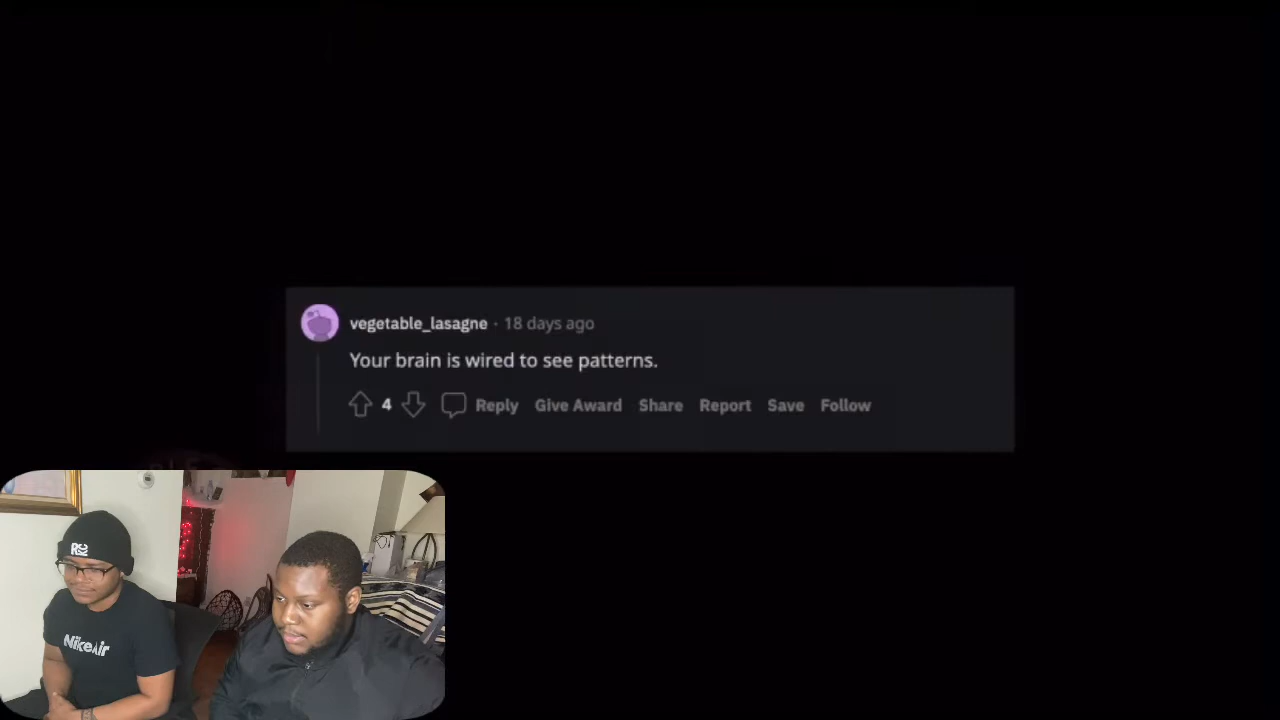 vegetable_lasagne · 18 days ago
Your brain is wired to see patterns.
4 Reply Give Award Share Report Save Follow
NikeAir